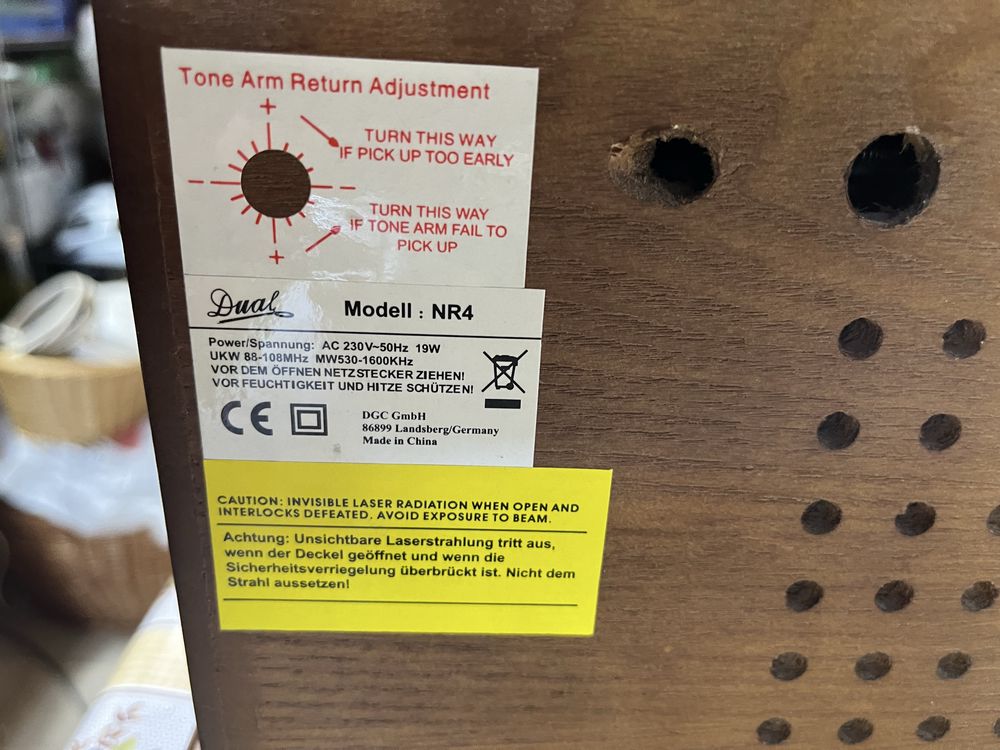 Tone Arm Return Adjustment
+
TURN THIS WAY
IF PICK UP TOO EARLY
− −
TURN THIS WAY
IF TONE ARM FAIL TO
PICK UP
+
Dual Modell : NR4
Power/Spannung: AC 230V~50Hz 19W
UKW 88-108MHz MW530-1600KHz
VOR DEM ÖFFNEN NETZSTECKER ZIEHEN!
VOR FEUCHTIGKEIT UND HITZE SCHÜTZEN!
CE
DGC GmbH
86899 Landsberg/Germany
Made in China
CAUTION: INVISIBLE LASER RADIATION WHEN OPEN AND
INTERLOCKS DEFEATED. AVOID EXPOSURE TO BEAM.
Achtung: Unsichtbare Laserstrahlung tritt aus,
wenn der Deckel geöffnet und wenn die
Sicherheitsverriegelung überbrückt ist. Nicht dem
Strahl aussetzen!